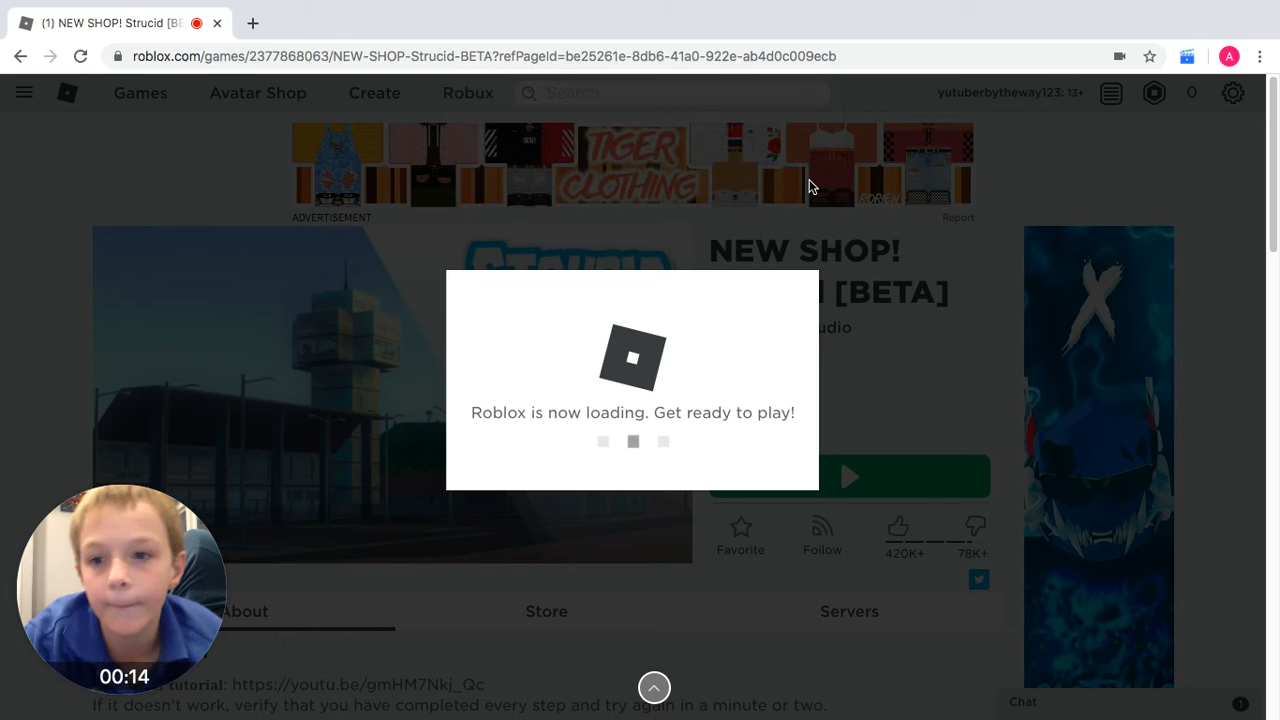 (1) NEW SHOP! Strucid [BE
roblox.com/games/2377868063/NEW-SHOP-Strucid-BETA?refPageId=be25261e-8db6-41a0-922e-ab4d0c009ecb
A
Games
Avatar Shop
Create
Robux
Search
yutuberbytheway123: 13+
0
TIGER
CLOTHING
RORIEN
ADVERTISEMENT
Report
NEW SHOP!
[BETA]
udio
X
Roblox is now loading. Get ready to play!
Favorite
Follow
420K+
78K+
About
Store
Servers
tutorial: https://youtu.be/gmHM7Nkj_Qc
If it doesn't work, verify that you have completed every step and try again in a minute or two.
00:14
Chat
1